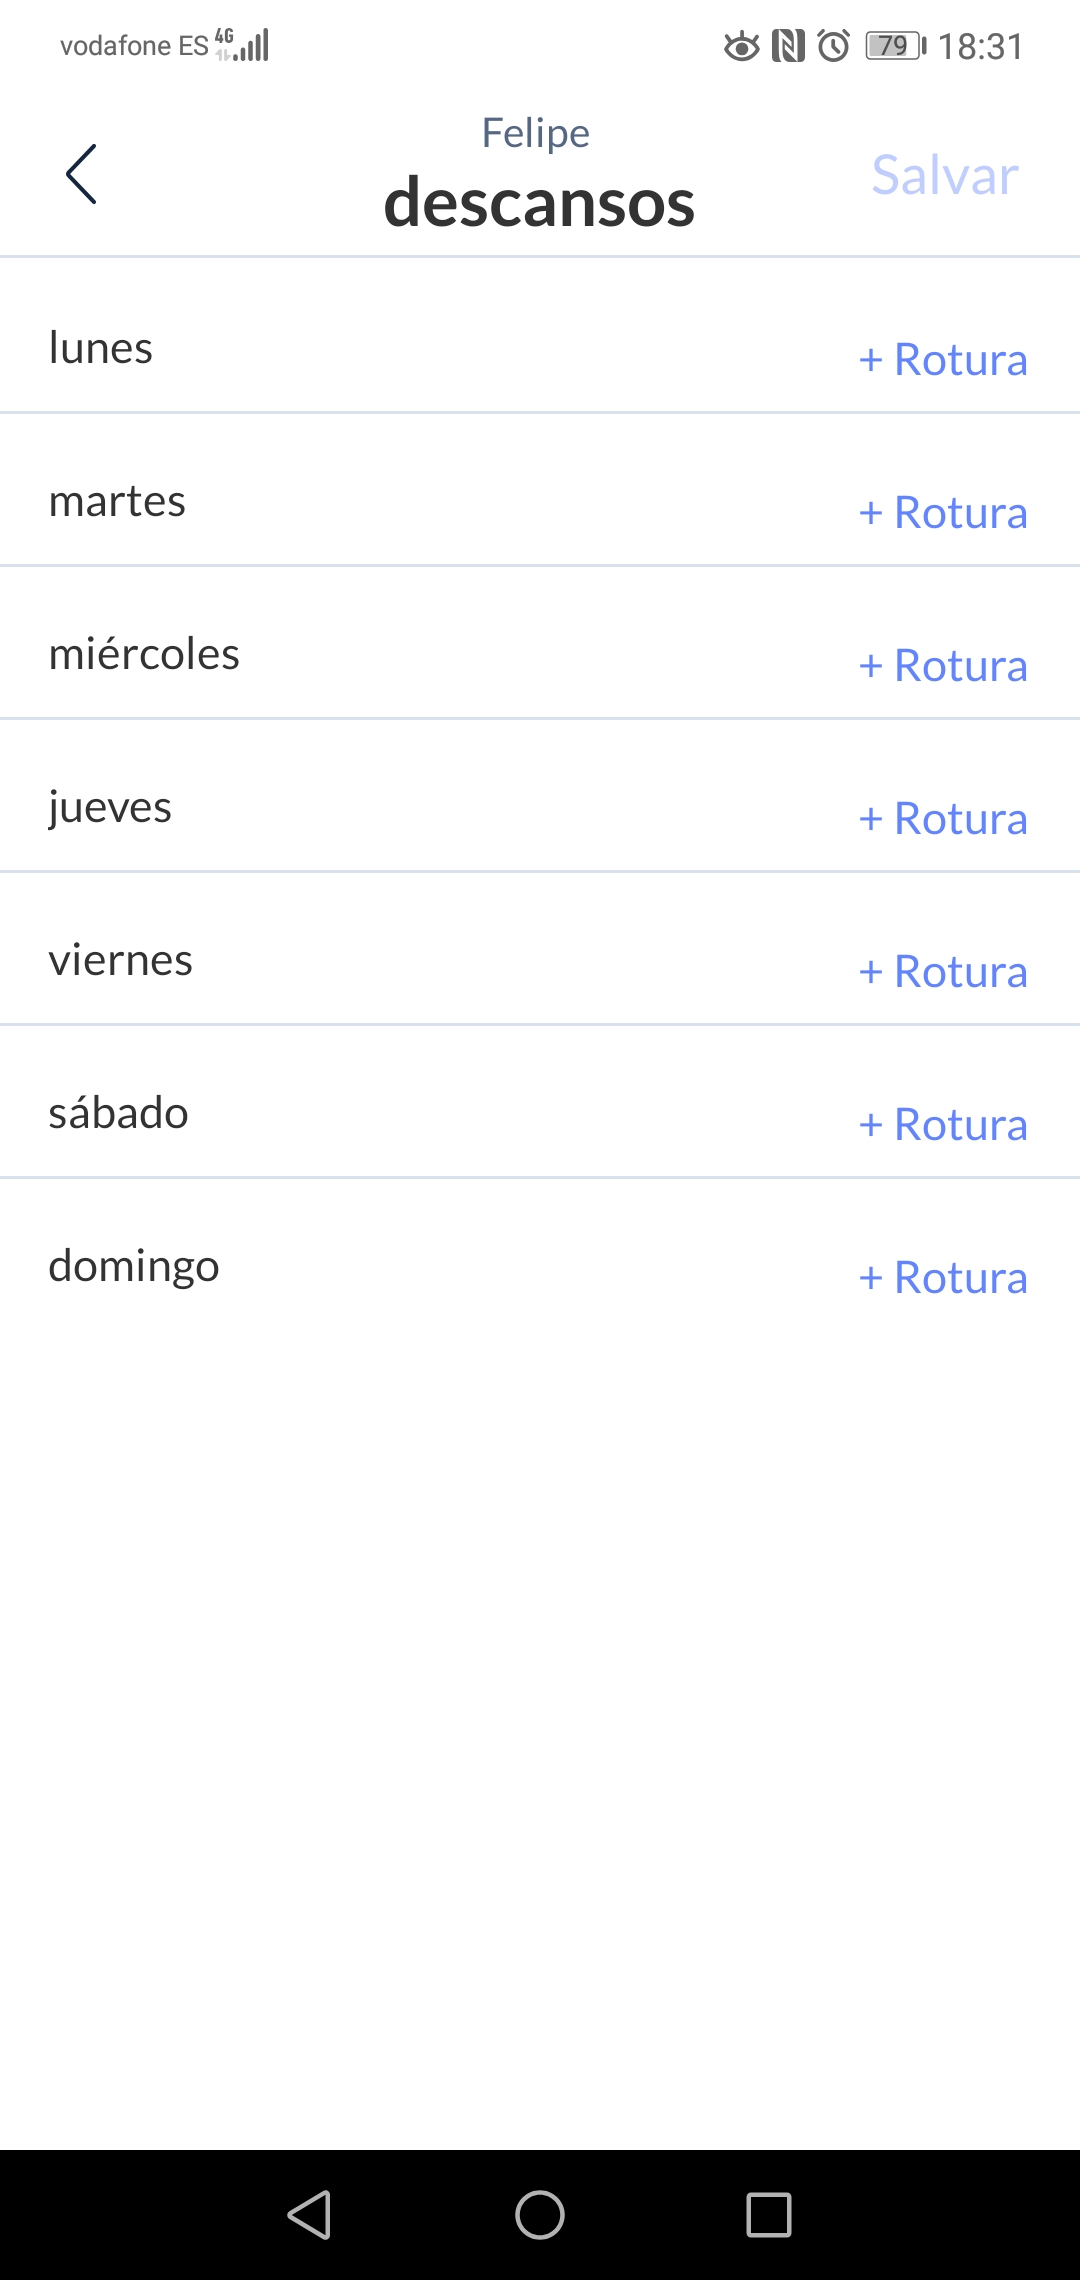 vodafone ES 4G 79 18:31
Felipe
descansos
Salvar
lunes
+ Rotura
martes
+ Rotura
miércoles
+ Rotura
jueves
+ Rotura
viernes
+ Rotura
sábado
+ Rotura
domingo
+ Rotura